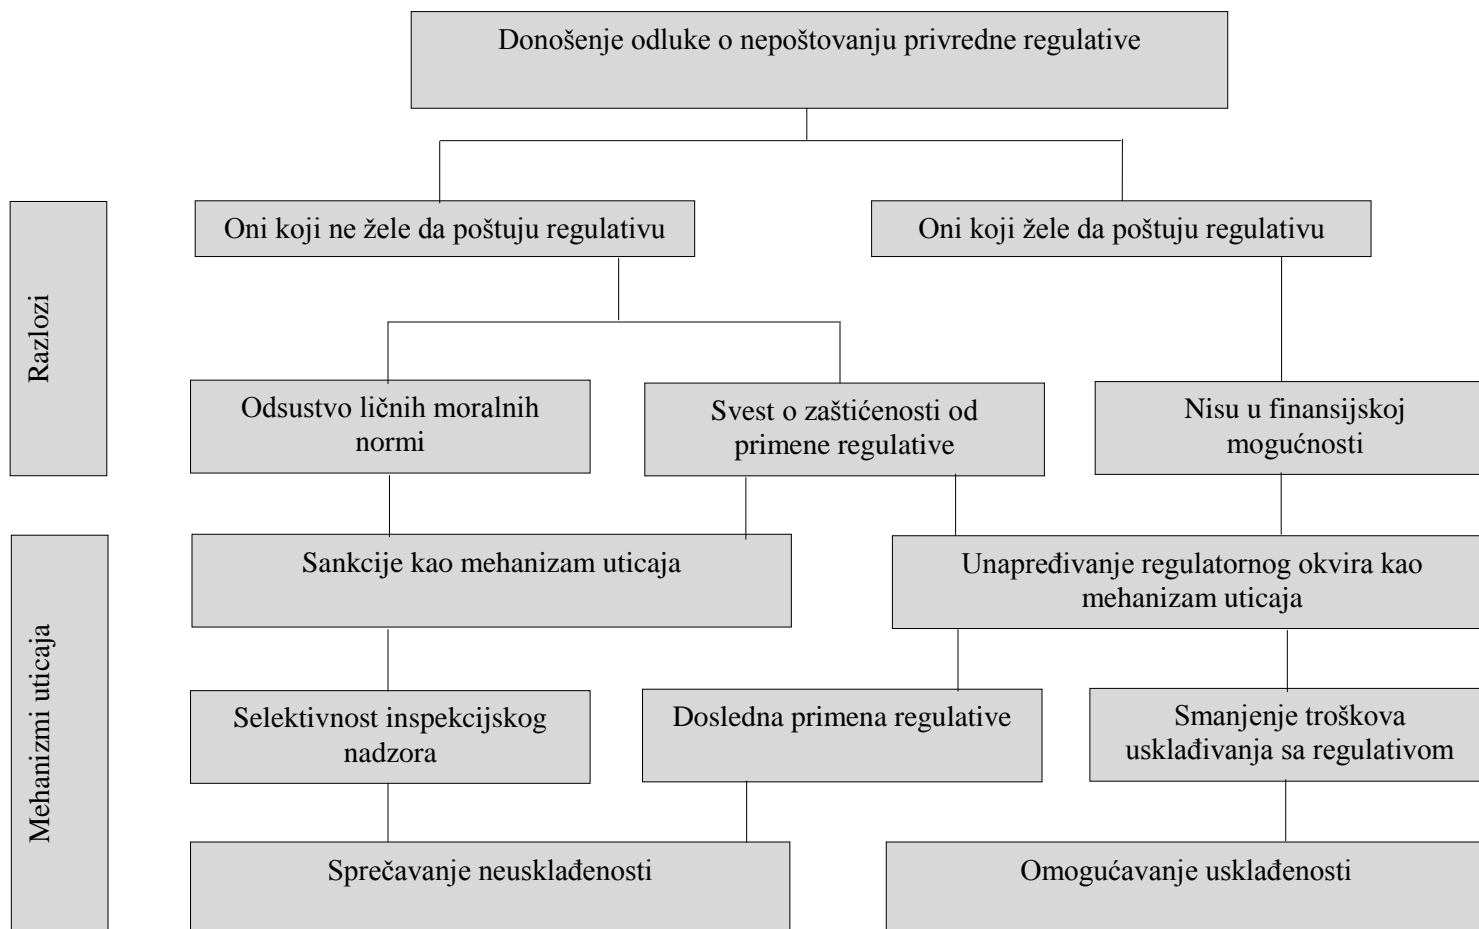 Donošenje odluke o nepoštovanju privredne regulative
Razlozi
Oni koji ne žele da poštuju regulativu
Oni koji žele da poštuju regulativu
Odsustvo ličnih moralnih
normi
Svest o zaštićenosti od
primene regulative
Nisu u finansijskoj
mogućnosti
Mehanizmi uticaja
Sankcije kao mehanizam uticaja
Unapređivanje regulatornog okvira kao
mehanizam uticaja
Selektivnost inspekcijskog
nadzora
Dosledna primena regulative
Smanjenje troškova
usklađivanja sa regulativom
Sprečavanje neusklađenosti
Omogućavanje usklađenosti